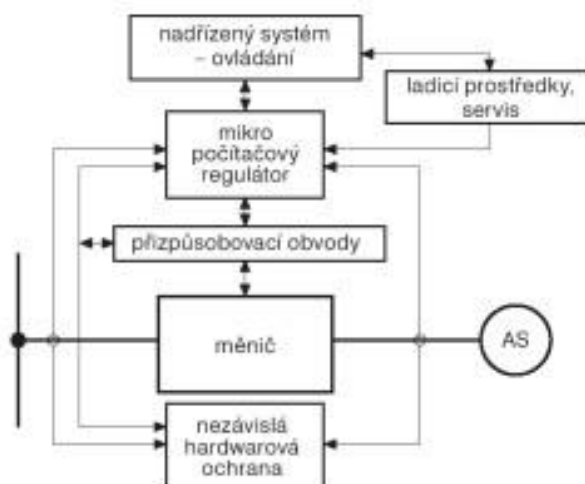 nadřízený systém
– ovládání
ladicí prostředky,
servis
mikro
počítačový
regulátor
přizpůsobovací obvody
měnič
AS
nezávislá
hardwarová
ochrana